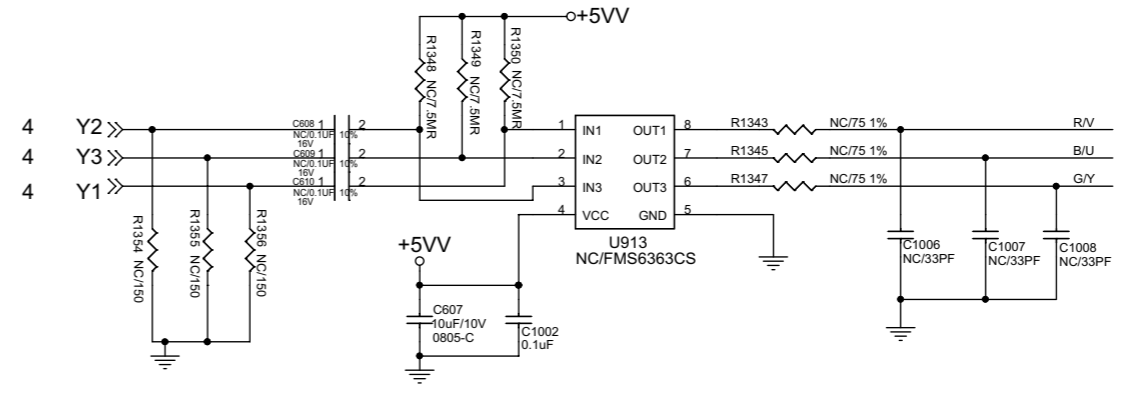 +5VV
R1348 NC/7.5MR
R1349 NC/7.5MR
R1350 NC/7.5MR
4 Y2
4 Y3
4 Y1
C608 1 2
NC/0.1UF 10%
16V
C609 1 2
NC/0.1UF 10%
16V
C610 1 2
NC/0.1UF 10%
16V
R1354 NC/150
R1355 NC/150
R1356 NC/150
1 IN1 OUT1 8
2 IN2 OUT2 7
3 IN3 OUT3 6
4 VCC GND 5
U913
NC/FMS6363CS
R1343 NC/75 1% R/V
R1345 NC/75 1% B/U
R1347 NC/75 1% G/Y
+5VV
C607
10uF/10V
0805-C
C1002
0.1uF
C1006
NC/33PF
C1007
NC/33PF
C1008
NC/33PF